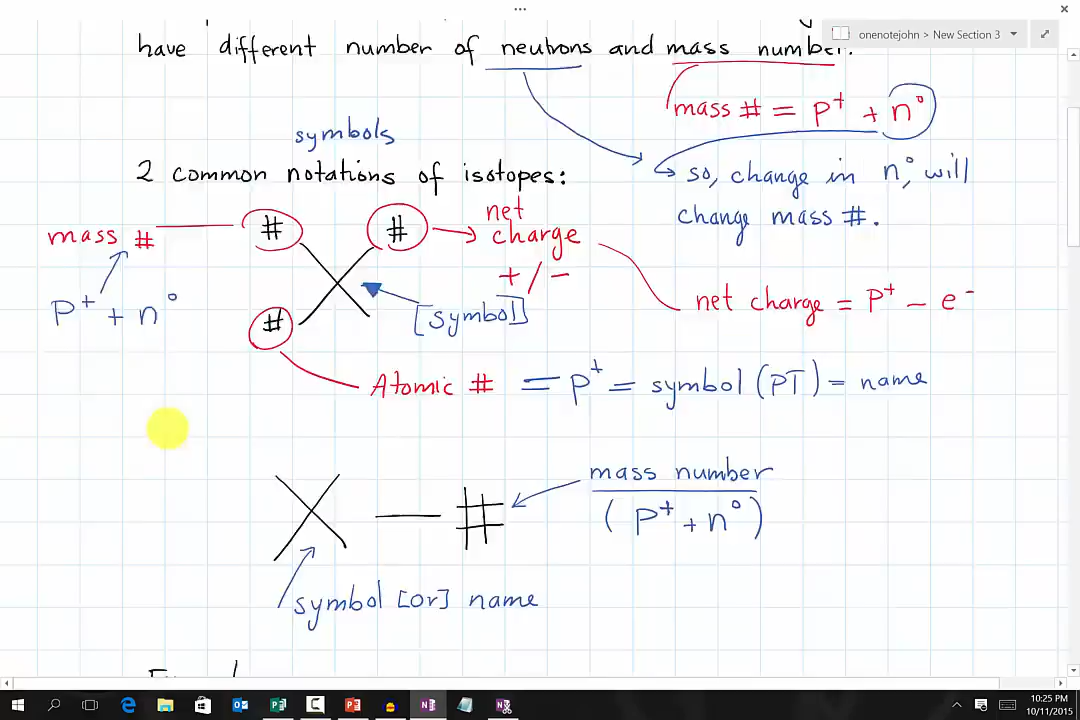 onenotejohn > New Section 3
have different number of neutrons and mass number.
mass # = P⁺ + n°
symbols
2 common notations of isotopes:
so, change in n°, will
change mass #.
mass #
#
#
net
charge
+ / -
P⁺ + n°
[symbol]
net charge = P⁺ − e⁻
#
Atomic # = P⁺ = symbol (PT) = name
X — #
mass number
( P⁺ + n° )
symbol [or] name
10:25 PM
10/11/2015